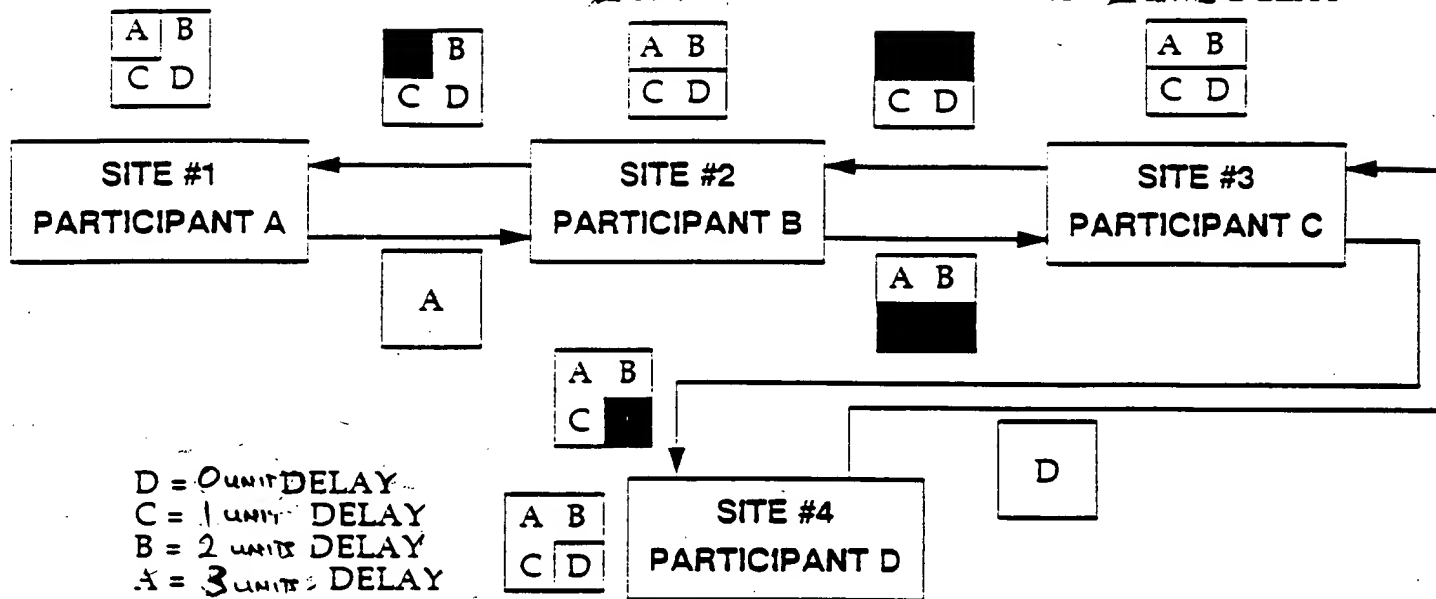 A B
C D
B
C D
A B
C D
C D
A B
C D
SITE #1
PARTICIPANT A
SITE #2
PARTICIPANT B
SITE #3
PARTICIPANT C
A
A B
A B
C
D
D = 0 UNIT DELAY
C = 1 UNIT DELAY
B = 2 UNITS DELAY
A = 3 UNITS DELAY
A B
C D
SITE #4
PARTICIPANT D